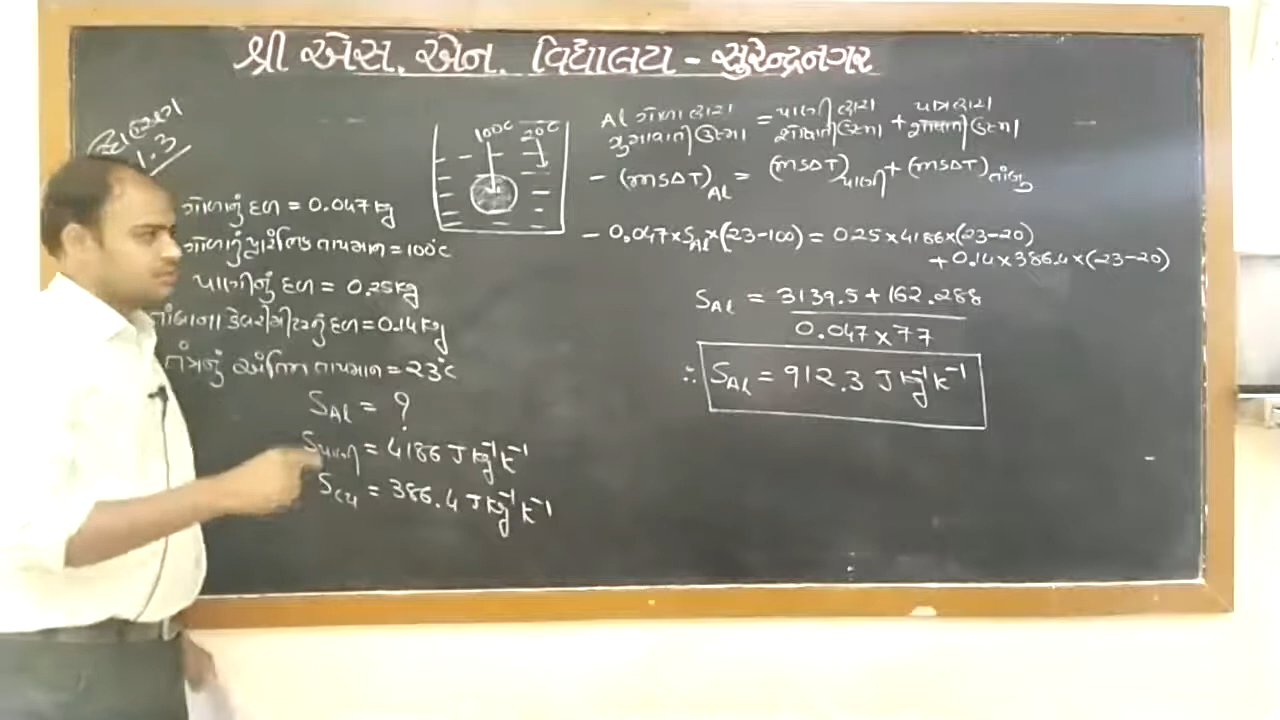 શ્રી એસ. એન. વિદ્યાલય - સુરેન્દ્રનગર
ઉદાહરણ
1.3
ગોળાનું દળ = 0.047 kg
ગોળાનું પ્રારંભિક તાપમાન = 100°C
પાણીનું દળ = 0.25 kg
તાંબાના કેલરીમીટરનું દળ = 0.14 kg
તંત્રનું અંતિમ તાપમાન = 23°C
S_Al = ?
S_પાણી = 4186 J kg⁻¹ K⁻¹
S_Cu = 386.4 J kg⁻¹ K⁻¹
100°C 20°C
Al ગોળા દ્વારા ગુમાવાતી ઉષ્મા = પાણી દ્વારા શોષાતી ઉષ્મા + પાત્ર દ્વારા શોષાતી ઉષ્મા
- (msΔT)_Al = (msΔT)_પાણી + (msΔT)_તાંબુ
- 0.047 × S_Al × (23-100) = 0.25 × 4186 × (23-20)
+ 0.14 × 386.4 × (23-20)
S_Al = 3139.5 + 162.288
0.047 × 77
∴ S_Al = 912.3 J kg⁻¹ K⁻¹